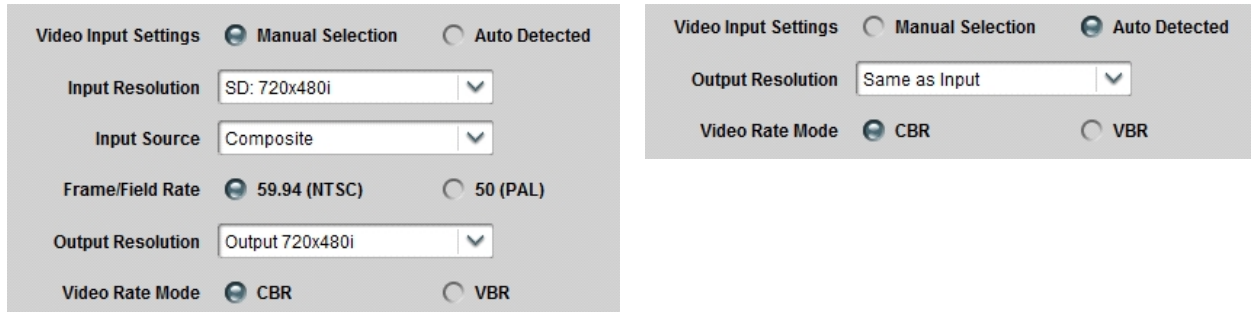 Video Input Settings Manual Selection Auto Detected
Input Resolution SD: 720x480i
Input Source Composite
Frame/Field Rate 59.94 (NTSC) 50 (PAL)
Output Resolution Output 720x480i
Video Rate Mode CBR VBR
Video Input Settings Manual Selection Auto Detected
Output Resolution Same as Input
Video Rate Mode CBR VBR